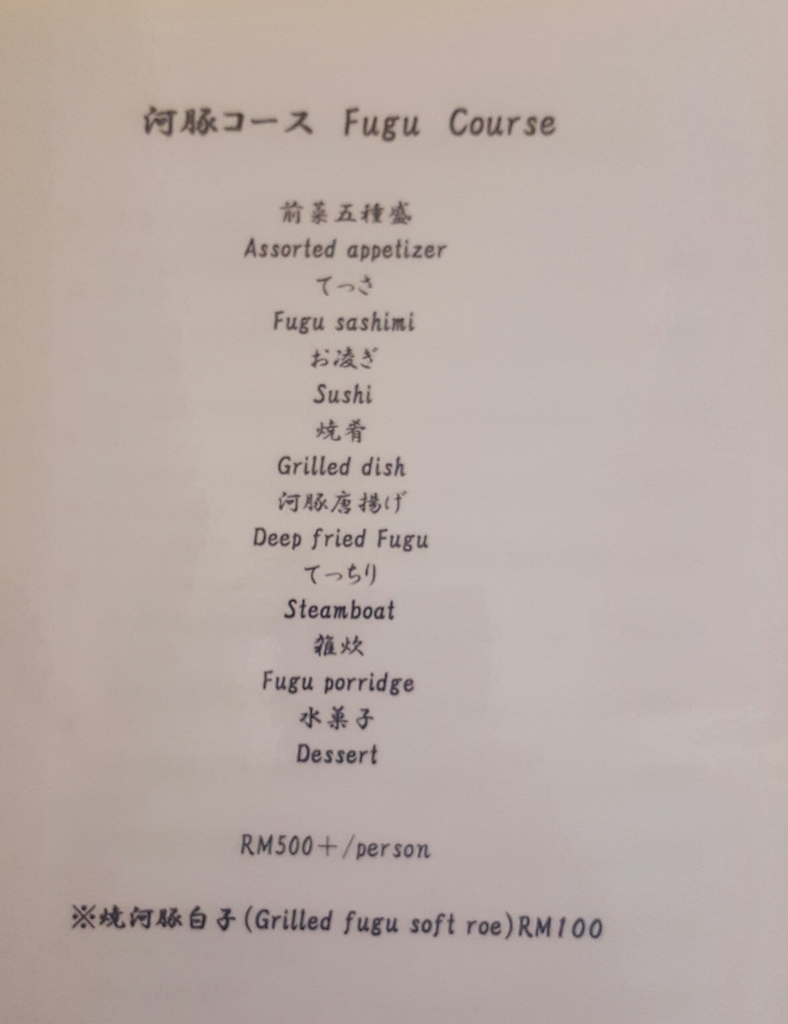 河豚コース Fugu Course
前菜五種盛
Assorted appetizer
てっさ
Fugu sashimi
お凌ぎ
Sushi
焼肴
Grilled dish
河豚唐揚げ
Deep fried Fugu
てっちり
Steamboat
雑炊
Fugu porridge
水菓子
Dessert
RM500+/person
※焼河豚白子(Grilled fugu soft roe)RM100